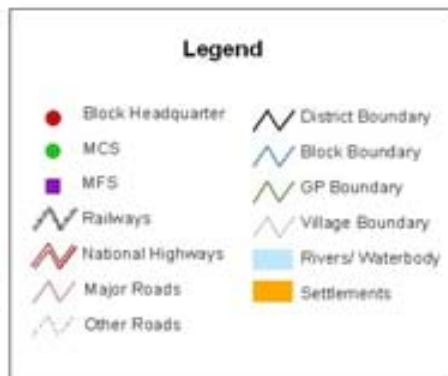 Legend
Block Headquarter
MCS
MFS
Railways
National Highways
Major Roads
Other Roads
District Boundary
Block Boundary
GP Boundary
Village Boundary
Rivers/ Waterbody
Settlements